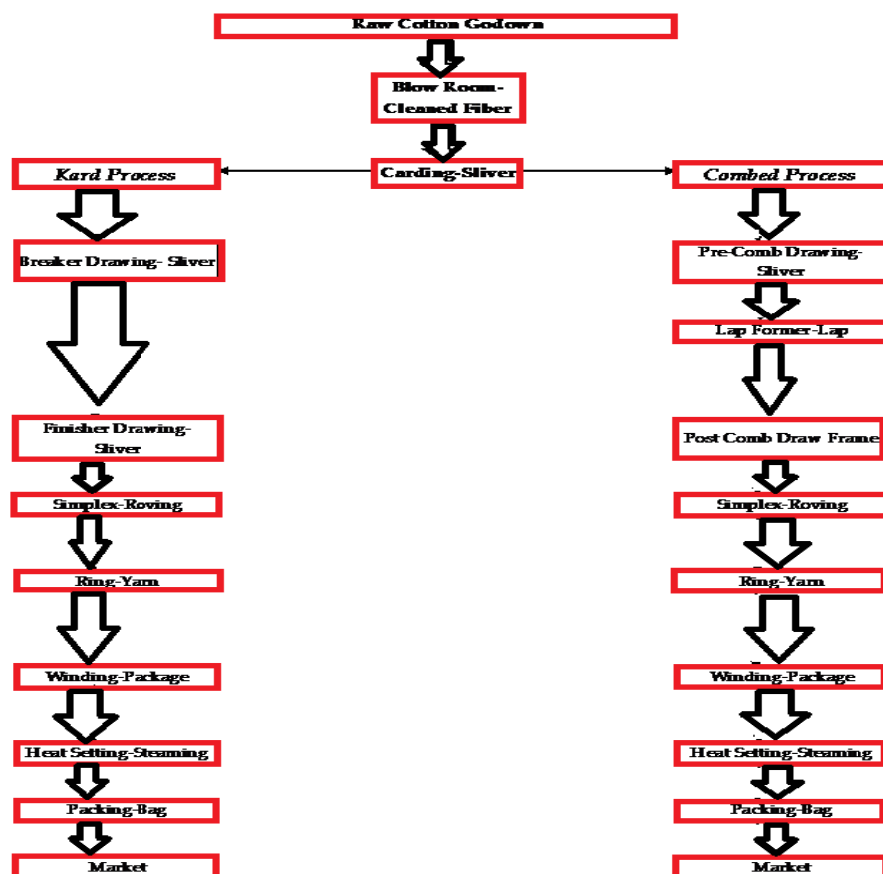 Raw Cotton Godown
Blow Room-
Cleaned Fiber
Carding-Sliver
Kard Process
Breaker Drawing- Sliver
Finisher Drawing-
Sliver
Simplex-Roving
Ring-Yarn
Winding-Package
Heat Setting-Steaming
Packing-Bag
Market
Combed Process
Pre-Comb Drawing-
Sliver
Lap Former-Lap
Post Comb Draw Frame
Simplex-Roving
Ring-Yarn
Winding-Package
Heat Setting-Steaming
Packing-Bag
Market